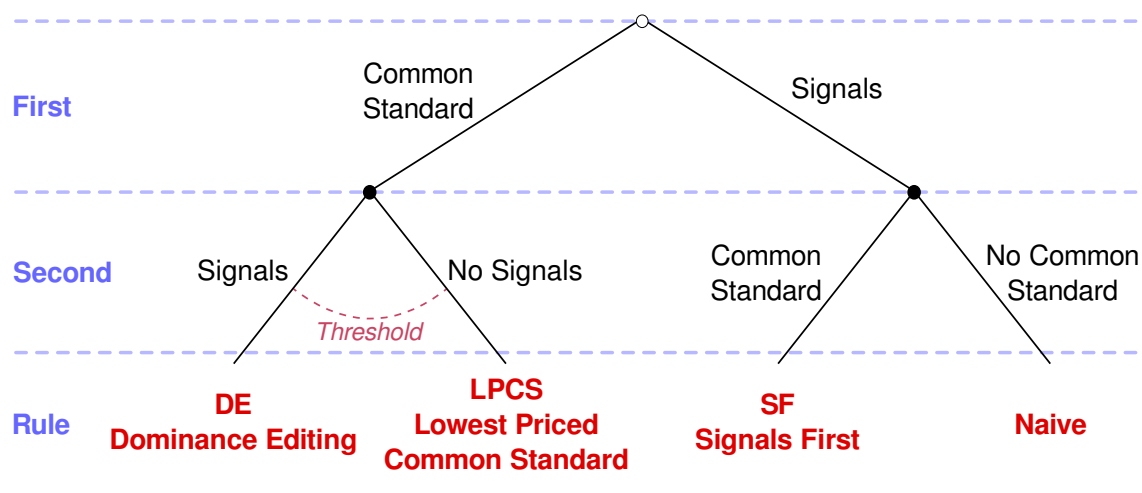 Common
Standard
Signals
First
Signals
No Signals
Common
Standard
No Common
Standard
Second
Threshold
Rule
DE
Dominance Editing
LPCS
Lowest Priced
Common Standard
SF
Signals First
Naive